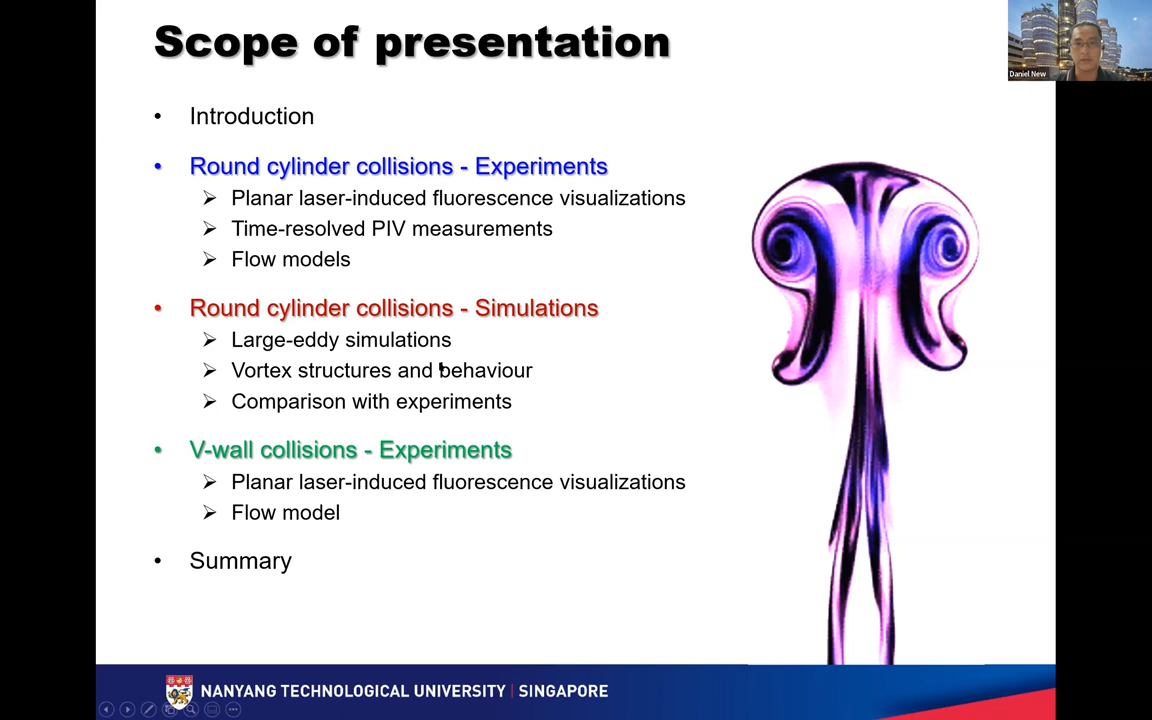 Scope of presentation
Daniel New
• Introduction
• Round cylinder collisions - Experiments
➢ Planar laser-induced fluorescence visualizations
➢ Time-resolved PIV measurements
➢ Flow models
• Round cylinder collisions - Simulations
➢ Large-eddy simulations
➢ Vortex structures and behaviour
➢ Comparison with experiments
• V-wall collisions - Experiments
➢ Planar laser-induced fluorescence visualizations
➢ Flow model
• Summary
NANYANG TECHNOLOGICAL UNIVERSITY | SINGAPORE